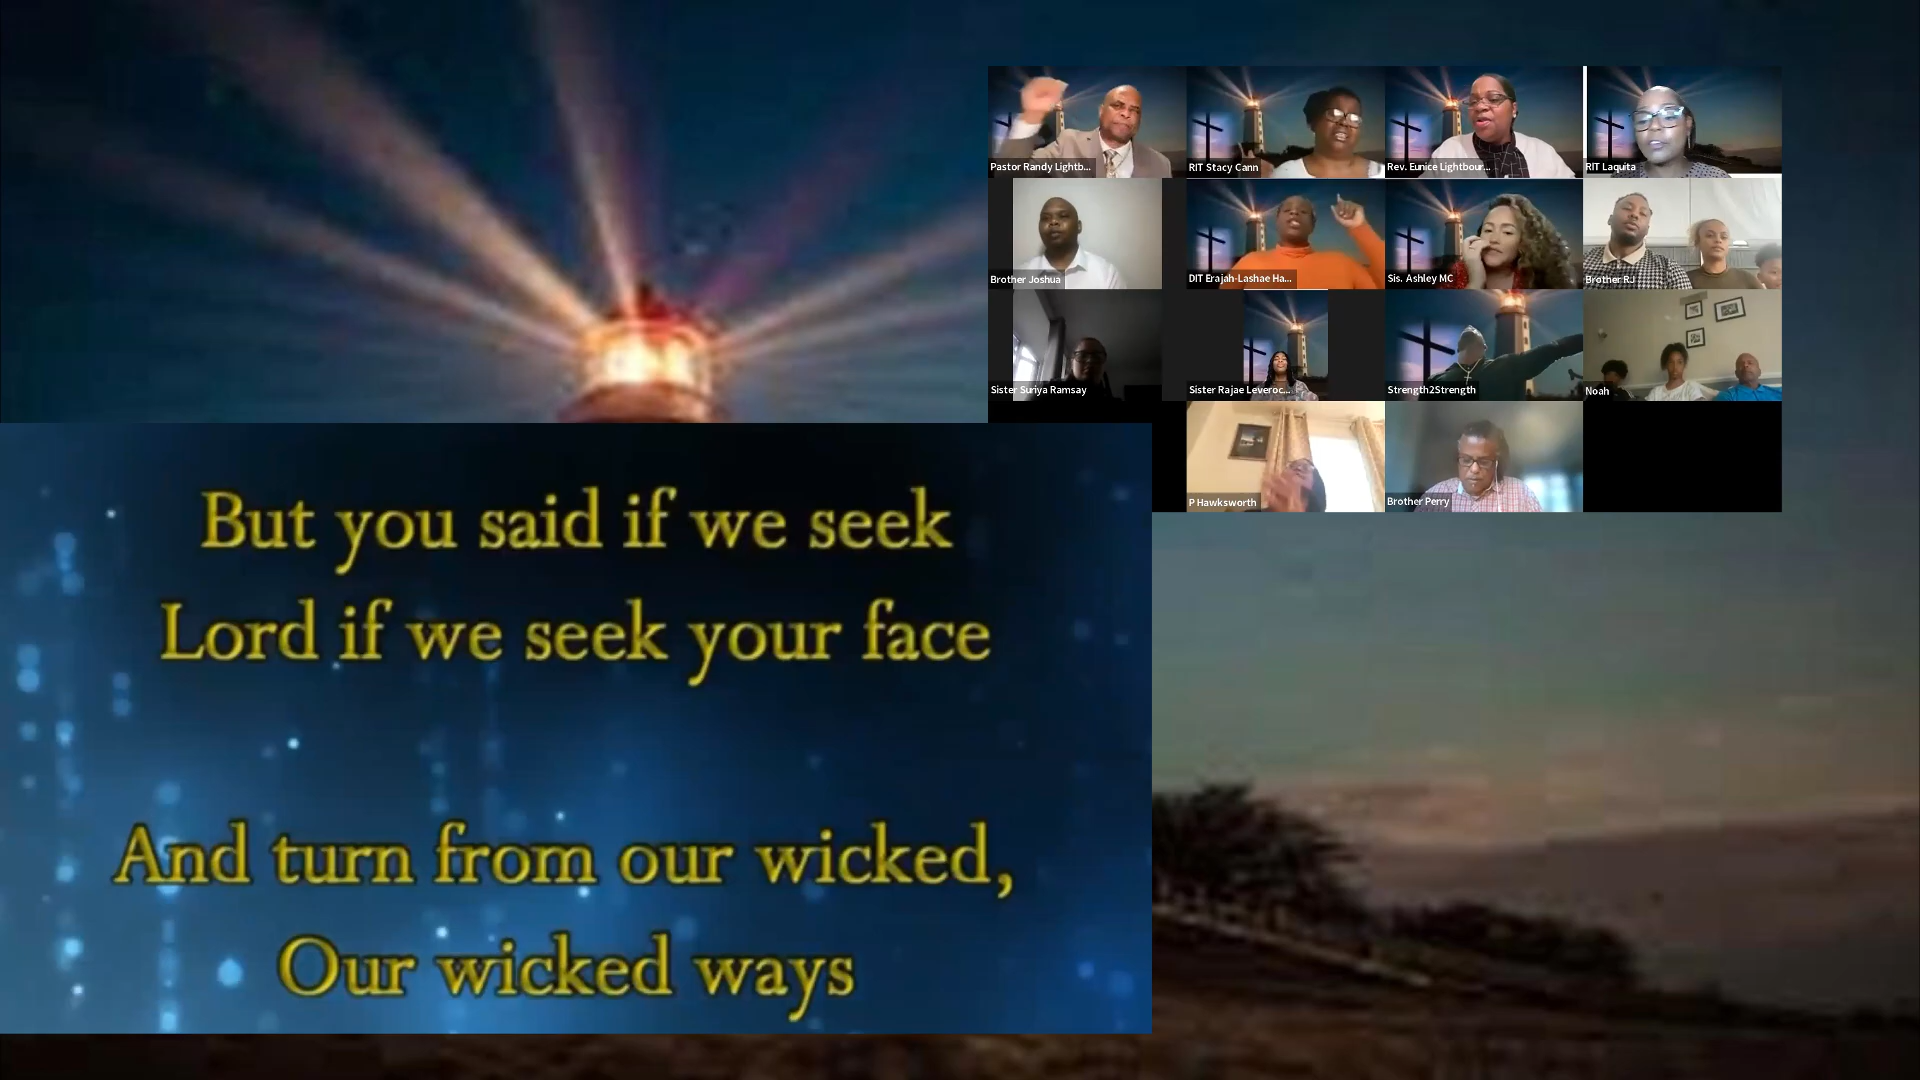 Pastor Randy Lightb...
RIT Stacy Cann
Rev. Eunice Lightbour...
RIT Laquita
Brother Joshua
DIT Erajah-Lashae Ha...
Sis. Ashley MC
Brother RJ
Sister Suriya Ramsay
Sister Rajae Leveroc...
Strength2Strength
Noah
P Hawksworth
Brother Perry
But you said if we seek
Lord if we seek your face
And turn from our wicked,
Our wicked ways